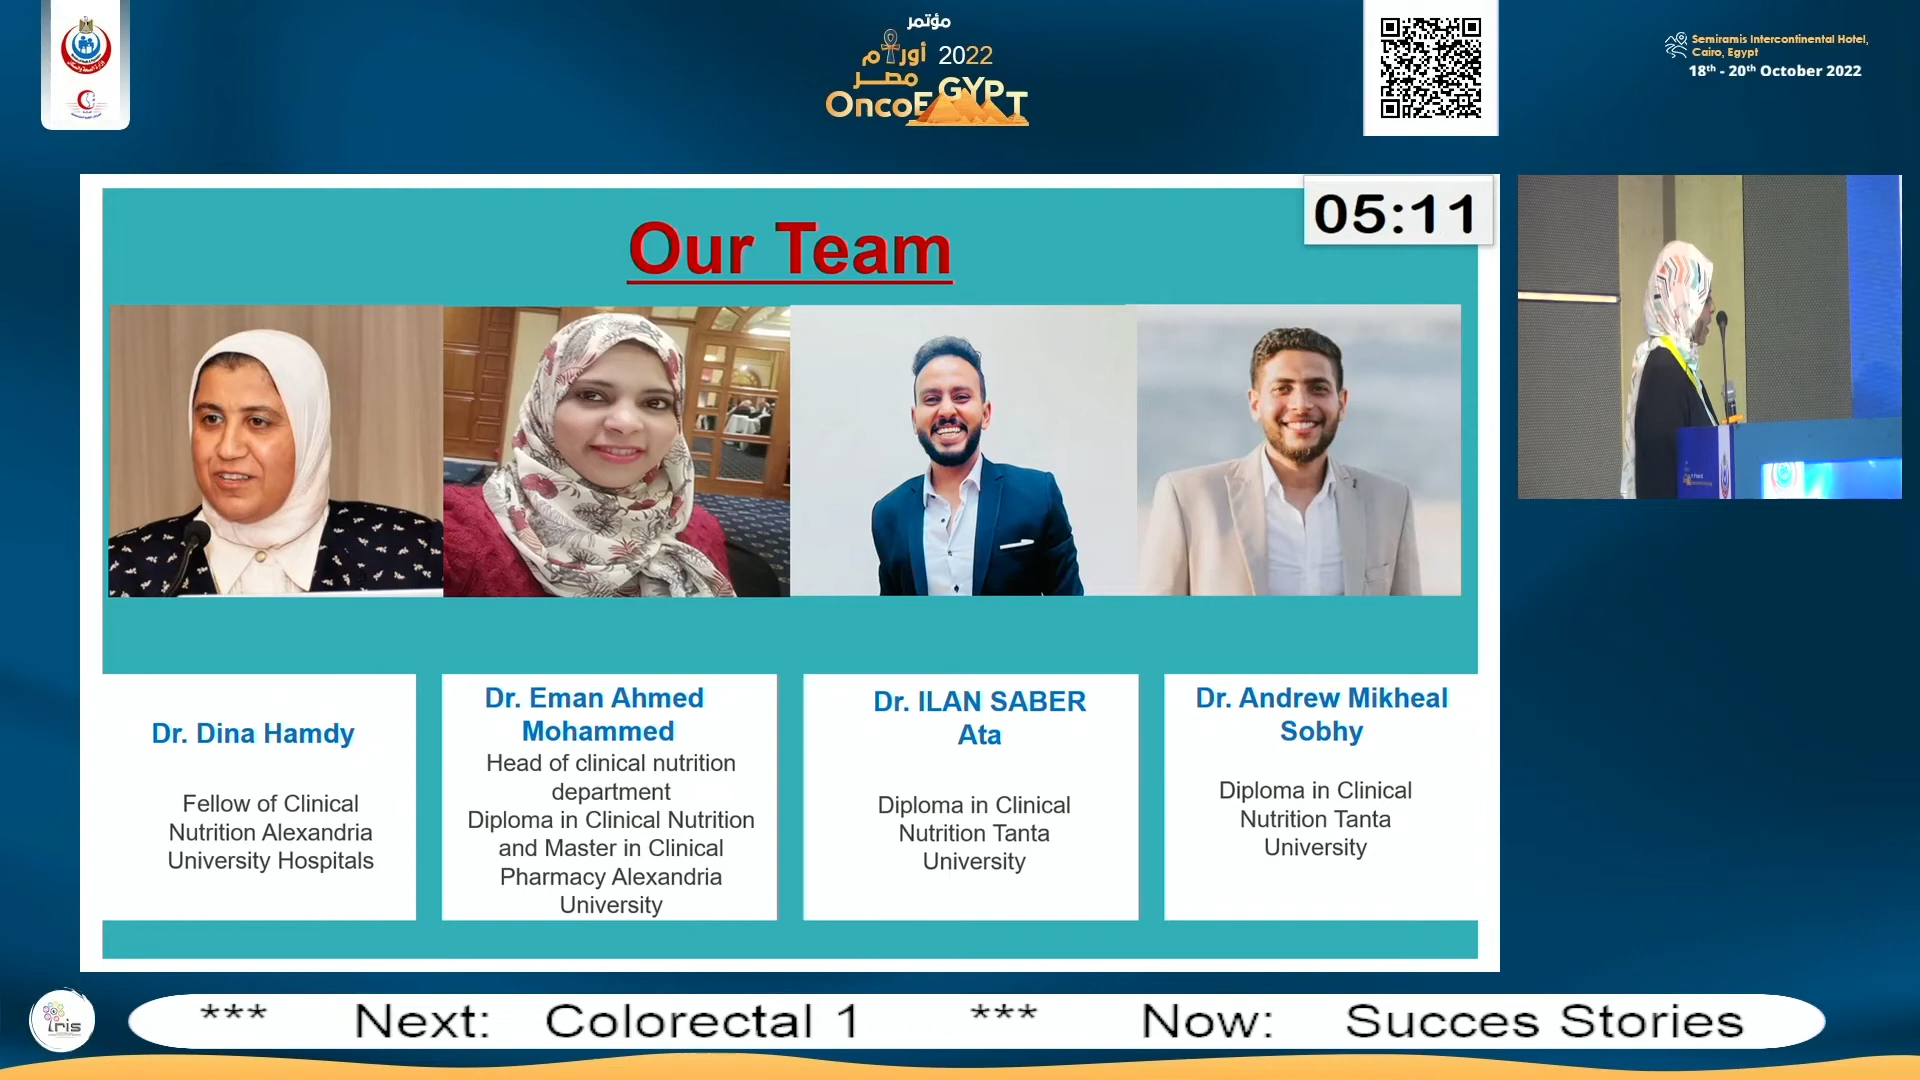 مؤتمر
أورام 2022
مصر
OncoEGYPT
Semiramis Intercontinental Hotel,
Cairo, Egypt
18th - 20th October 2022
05:11
Our Team
Dr. Dina Hamdy
Fellow of Clinical
Nutrition Alexandria
University Hospitals
Dr. Eman Ahmed
Mohammed
Head of clinical nutrition
department
Diploma in Clinical Nutrition
and Master in Clinical
Pharmacy Alexandria
University
Dr. ILAN SABER
Ata
Diploma in Clinical
Nutrition Tanta
University
Dr. Andrew Mikheal
Sobhy
Diploma in Clinical
Nutrition Tanta
University
iris
*** Next: Colorectal 1 *** Now: Succes Stories